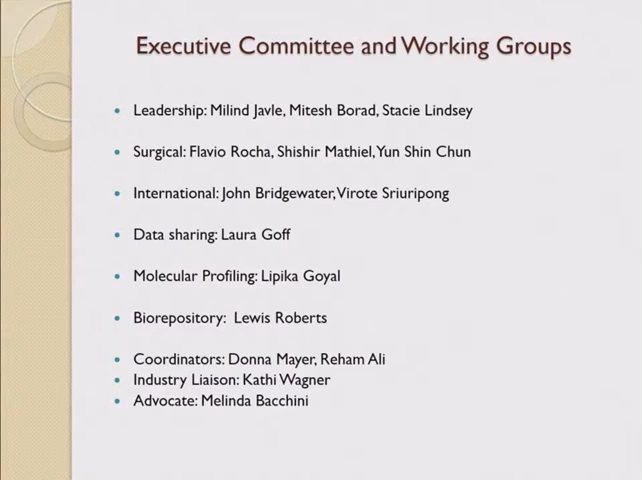 Executive Committee and Working Groups
• Leadership: Milind Javle, Mitesh Borad, Stacie Lindsey
• Surgical: Flavio Rocha, Shishir Mathiel, Yun Shin Chun
• International: John Bridgewater, Virote Sriuripong
• Data sharing: Laura Goff
• Molecular Profiling: Lipika Goyal
• Biorepository: Lewis Roberts
• Coordinators: Donna Mayer, Reham Ali
• Industry Liaison: Kathi Wagner
• Advocate: Melinda Bacchini